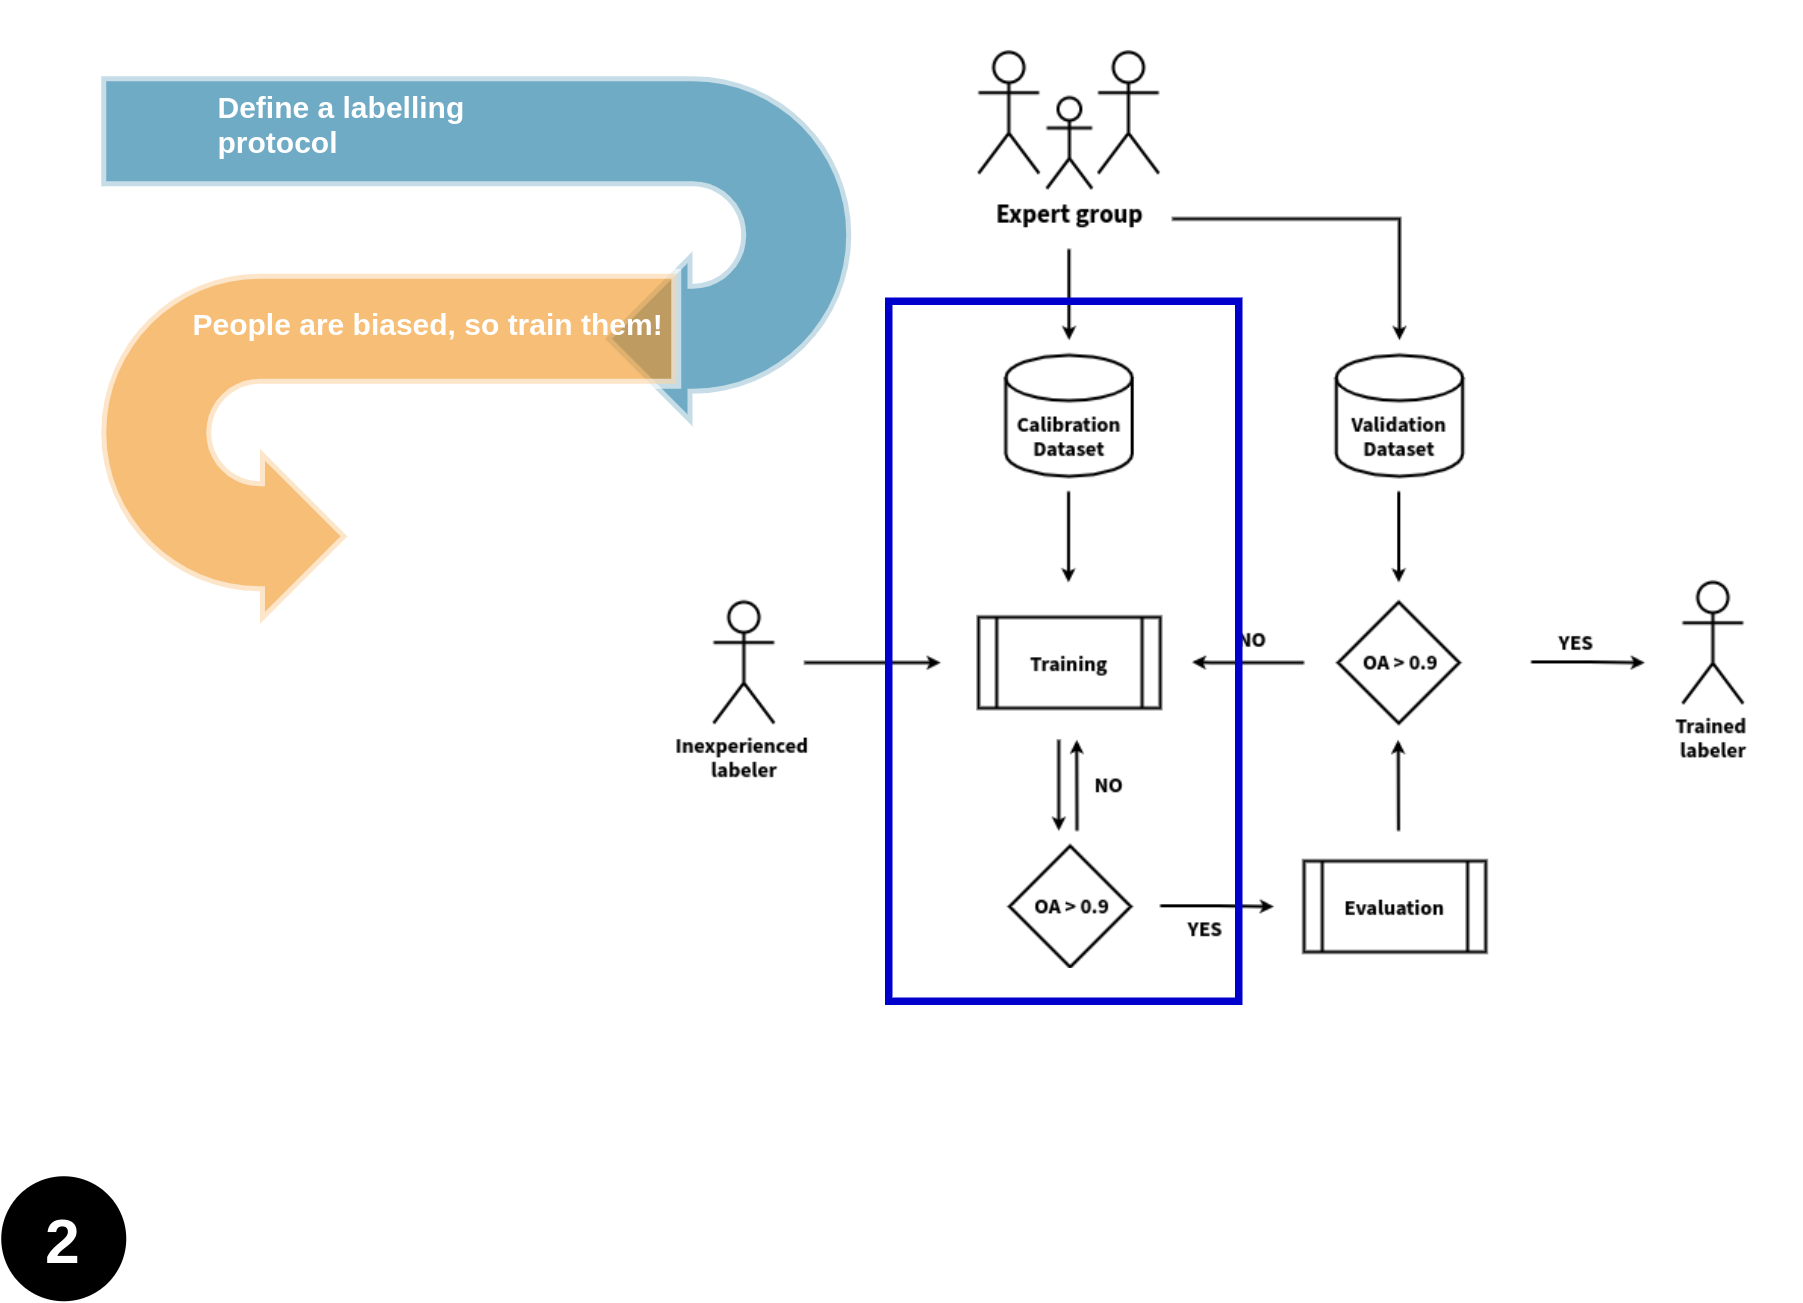 Define a labelling
protocol
People are biased, so train them!
Expert group
Calibration
Dataset
Validation
Dataset
Inexperienced
labeler
Training
NO
OA > 0.9
YES
Trained
labeler
NO
OA > 0.9
YES
Evaluation
2